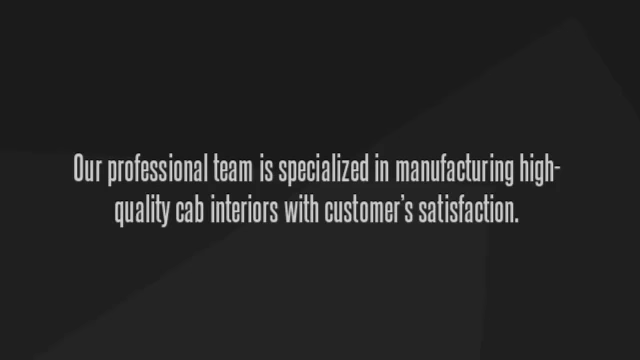 Our professional team is specialized in manufacturing high-
quality cab interiors with customer's satisfaction.